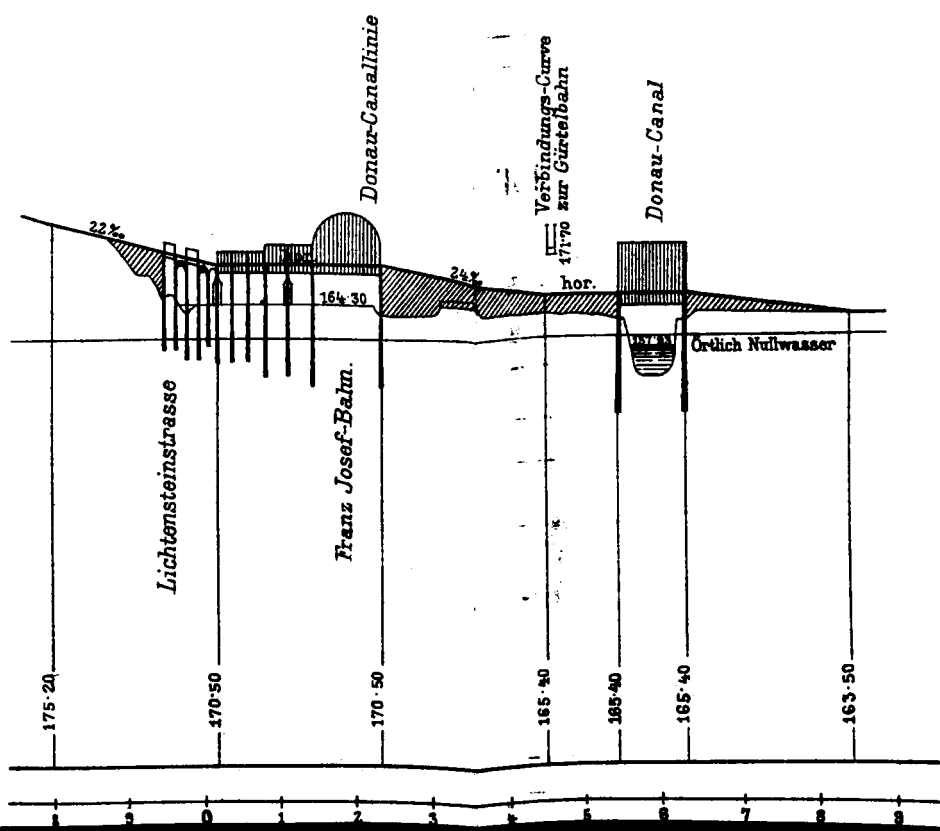 Donau-Canallinie
Verbindungs-Curve
zur Gürtelbahn
171·70
Donau-Canal
22‰
24‰
hor.
164·30
Örtlich Nullwasser
Lichtensteinstrasse
Franz Josef-Bahn.
175·20
170·50
170·50
165·40
165·40
165·40
163·50
8 9 0 1 2 3 4 5 6 7 8 9